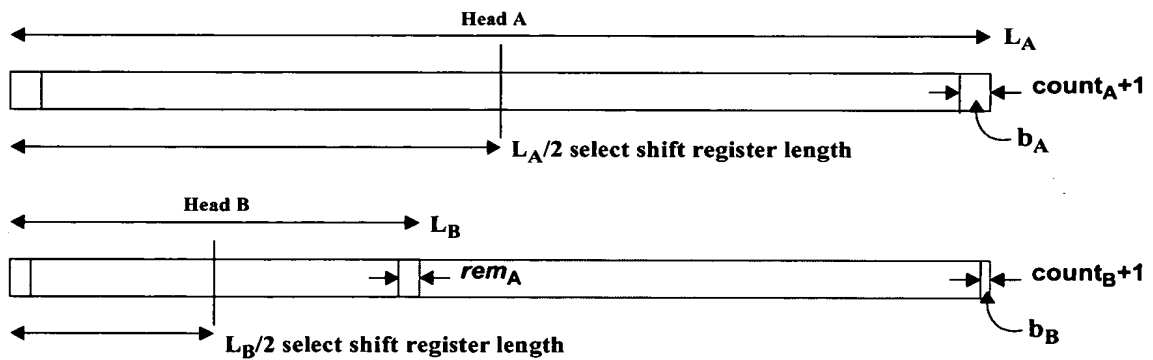 Head A
L_A
count_A+1
b_A
L_A/2 select shift register length
Head B
L_B
rem_A
count_B+1
b_B
L_B/2 select shift register length